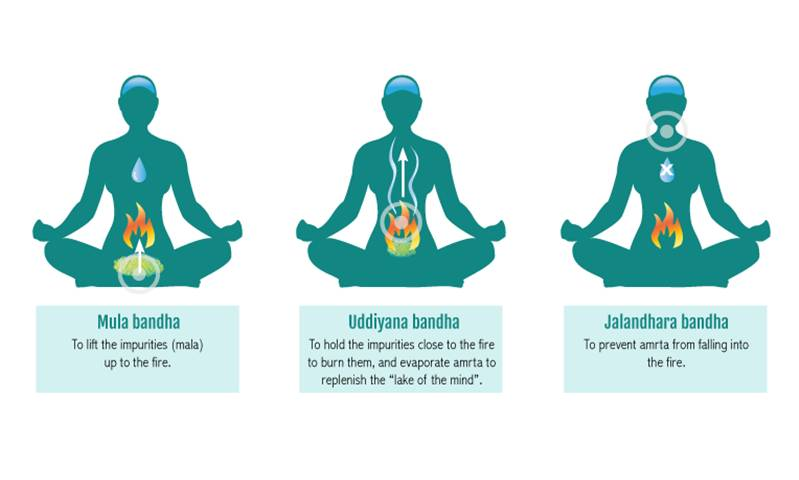 Mula bandha
To lift the impurities (mala)
up to the fire.
Uddiyana bandha
To hold the impurities close to the fire
to burn them, and evaporate amrta to
replenish the “lake of the mind”.
Jalandhara bandha
To prevent amrta from falling into
the fire.